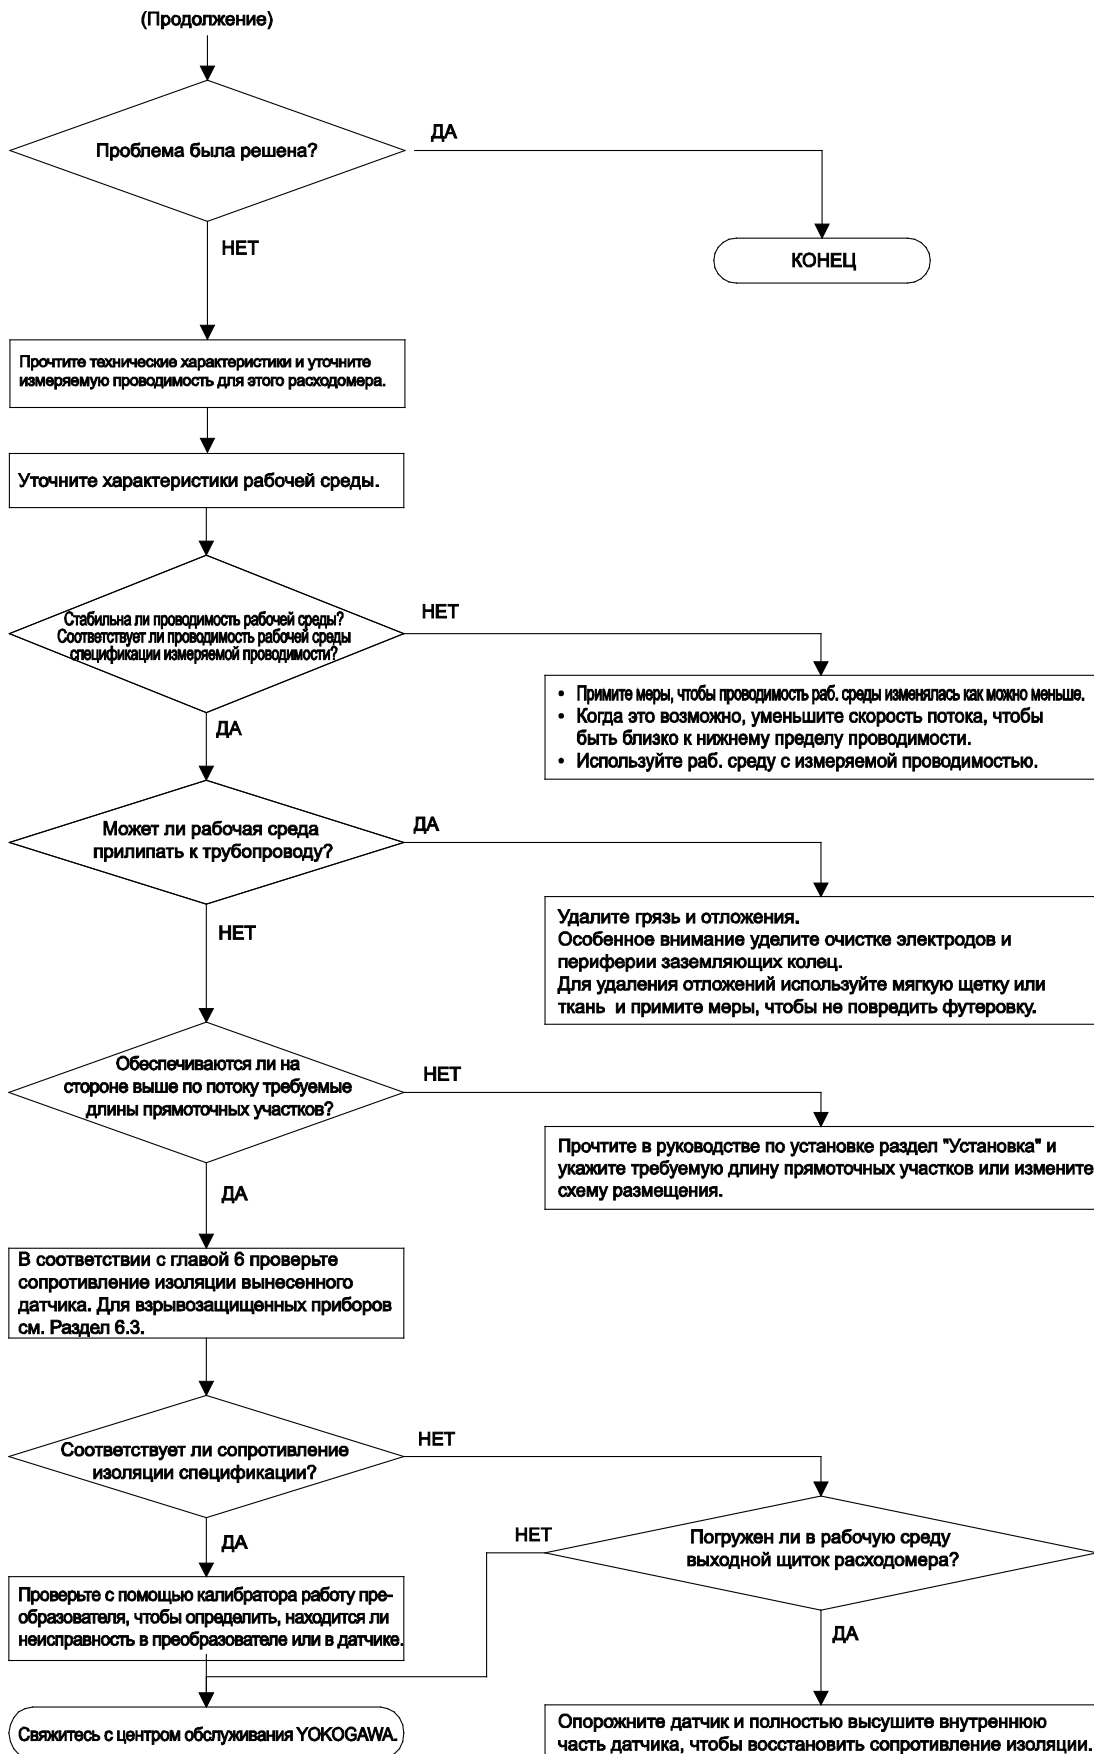 (Продолжение)
Проблема была решена?
ДА
НЕТ
КОНЕЦ
Прочтите технические характеристики и уточните
измеряемую проводимость для этого расходомера.
Уточните характеристики рабочей среды.
Стабильна ли проводимость рабочей среды?
Соответствует ли проводимость рабочей среды
спецификации измеряемой проводимости?
НЕТ
ДА
• Примите меры, чтобы проводимость раб. среды изменялась как можно меньше.
• Когда это возможно, уменьшите скорость потока, чтобы
быть близко к нижнему пределу проводимости.
• Используйте раб. среду с измеряемой проводимостью.
Может ли рабочая среда
прилипать к трубопроводу?
ДА
НЕТ
Удалите грязь и отложения.
Особенное внимание уделите очистке электродов и
периферии заземляющих колец.
Для удаления отложений используйте мягкую щетку или
ткань и примите меры, чтобы не повредить футеровку.
Обеспечиваются ли на
стороне выше по потоку требуемые
длины прямоточных участков?
НЕТ
ДА
Прочтите в руководстве по установке раздел "Установка" и
укажите требуемую длину прямоточных участков или измените
схему размещения.
В соответствии с главой 6 проверьте
сопротивление изоляции вынесенного
датчика. Для взрывозащищенных приборов
см. Раздел 6.3.
Соответствует ли сопротивление
изоляции спецификации?
НЕТ
ДА
Погружен ли в рабочую среду
выходной щиток расходомера?
НЕТ
ДА
Проверьте с помощью калибратора работу пре-
образователя, чтобы определить, находится ли
неисправность в преобразователе или в датчике.
Свяжитесь с центром обслуживания YOKOGAWA.
Опорожните датчик и полностью высушите внутреннюю
часть датчика, чтобы восстановить сопротивление изоляции.